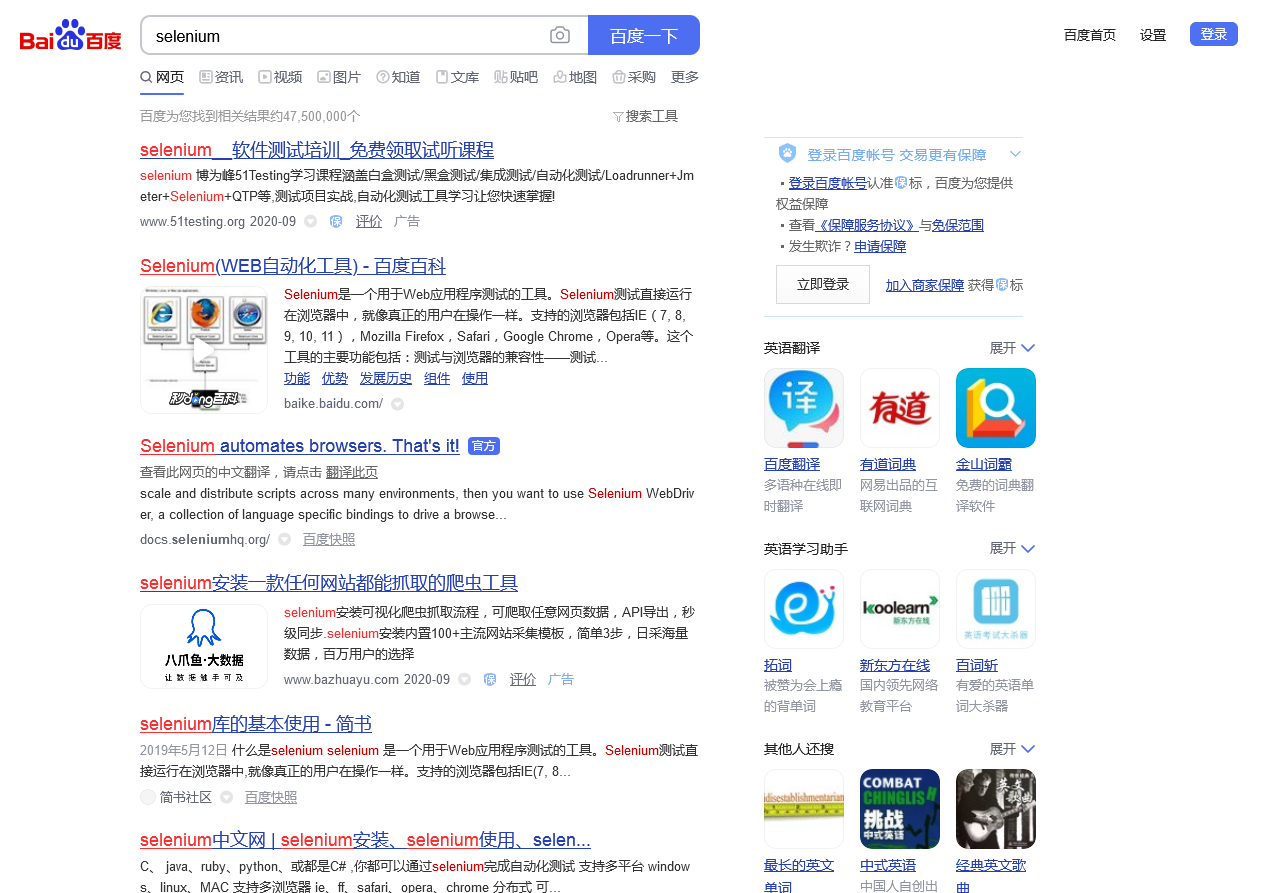 Bai du 百度
selenium
百度一下
百度首页 设置 登录
网页 资讯 视频 图片 知道 文库 贴吧 地图 采购 更多
百度为您找到相关结果约47,500,000个 搜索工具
selenium__软件测试培训_免费领取试听课程
selenium 博为峰51Testing学习课程涵盖白盒测试/黑盒测试/集成测试/自动化测试/Loadrunner+Jm
eter+Selenium+QTP等,测试项目实战,自动化测试工具学习让您快速掌握!
www.51testing.org 2020-09 保 评价 广告
Selenium(WEB自动化工具) - 百度百科
秒dǒng百科
Selenium是一个用于Web应用程序测试的工具。Selenium测试直接运行
在浏览器中，就像真正的用户在操作一样。支持的浏览器包括IE（7, 8,
9, 10, 11），Mozilla Firefox，Safari，Google Chrome，Opera等。这个
工具的主要功能包括：测试与浏览器的兼容性——测试...
功能 优势 发展历史 组件 使用
baike.baidu.com/
Selenium automates browsers. That's it! 官方
查看此网页的中文翻译，请点击 翻译此页
scale and distribute scripts across many environments, then you want to use Selenium WebDriv
er, a collection of language specific bindings to drive a browse...
docs.seleniumhq.org/ 百度快照
selenium安装一款任何网站都能抓取的爬虫工具
八爪鱼·大数据
让数据触手可及
selenium安装可视化爬虫抓取流程，可爬取任意网页数据，API导出，秒
级同步.selenium安装内置100+主流网站采集模板，简单3步，日采海量
数据，百万用户的选择
www.bazhuayu.com 2020-09 保 评价 广告
selenium库的基本使用 - 简书
2019年5月12日 什么是selenium selenium 是一个用于Web应用程序测试的工具。Selenium测试直
接运行在浏览器中,就像真正的用户在操作一样。支持的浏览器包括IE(7, 8...
简书社区 百度快照
selenium中文网 | selenium安装、selenium使用、selen...
C、 java、ruby、python、或都是C# ,你都可以通过selenium完成自动化测试 支持多平台 window
s、linux、MAC 支持多浏览器 ie、ff、safari、opera、chrome 分布式 可...
登录百度帐号 交易更有保障
· 登录百度帐号认准保标，百度为您提供
权益保障
· 查看《保障服务协议》与免保范围
· 发生欺诈？申请保障
立即登录 加入商家保障 获得保标
英语翻译 展开
译
有道
百度翻译 有道词典 金山词霸
多语种在线即 网易出品的互 免费的词典翻
时翻译 联网词典 译软件
英语学习助手 展开
koolearn
新东方在线
英语考试大杀器
拓词 新东方在线 百词斩
被赞为会上瘾 国内领先网络 有爱的英语单
的背单词 教育平台 词大杀器
其他人还搜 展开
disestablishmentarian
COMBAT
CHINGLISH
挑战
中式英语
英文
歌曲
最长的英文 中式英语 经典英文歌
单词 中国人自创出 曲